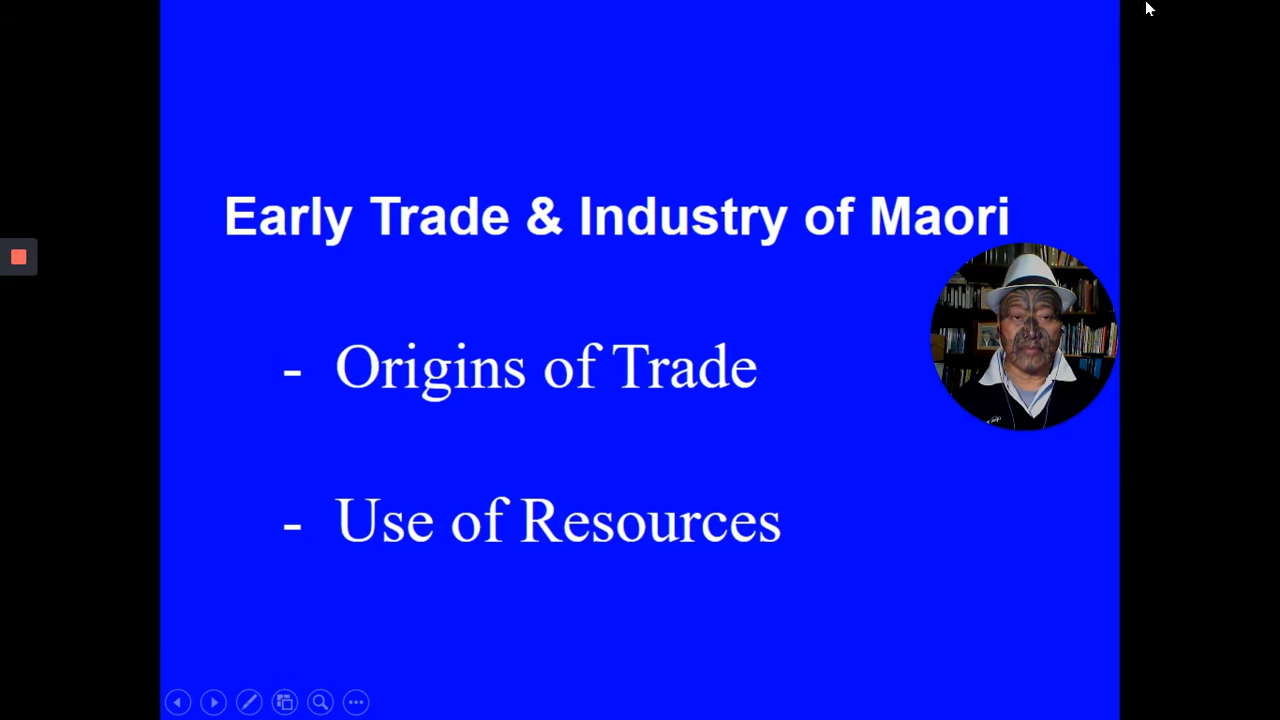 Early Trade & Industry of Maori
- Origins of Trade
- Use of Resources